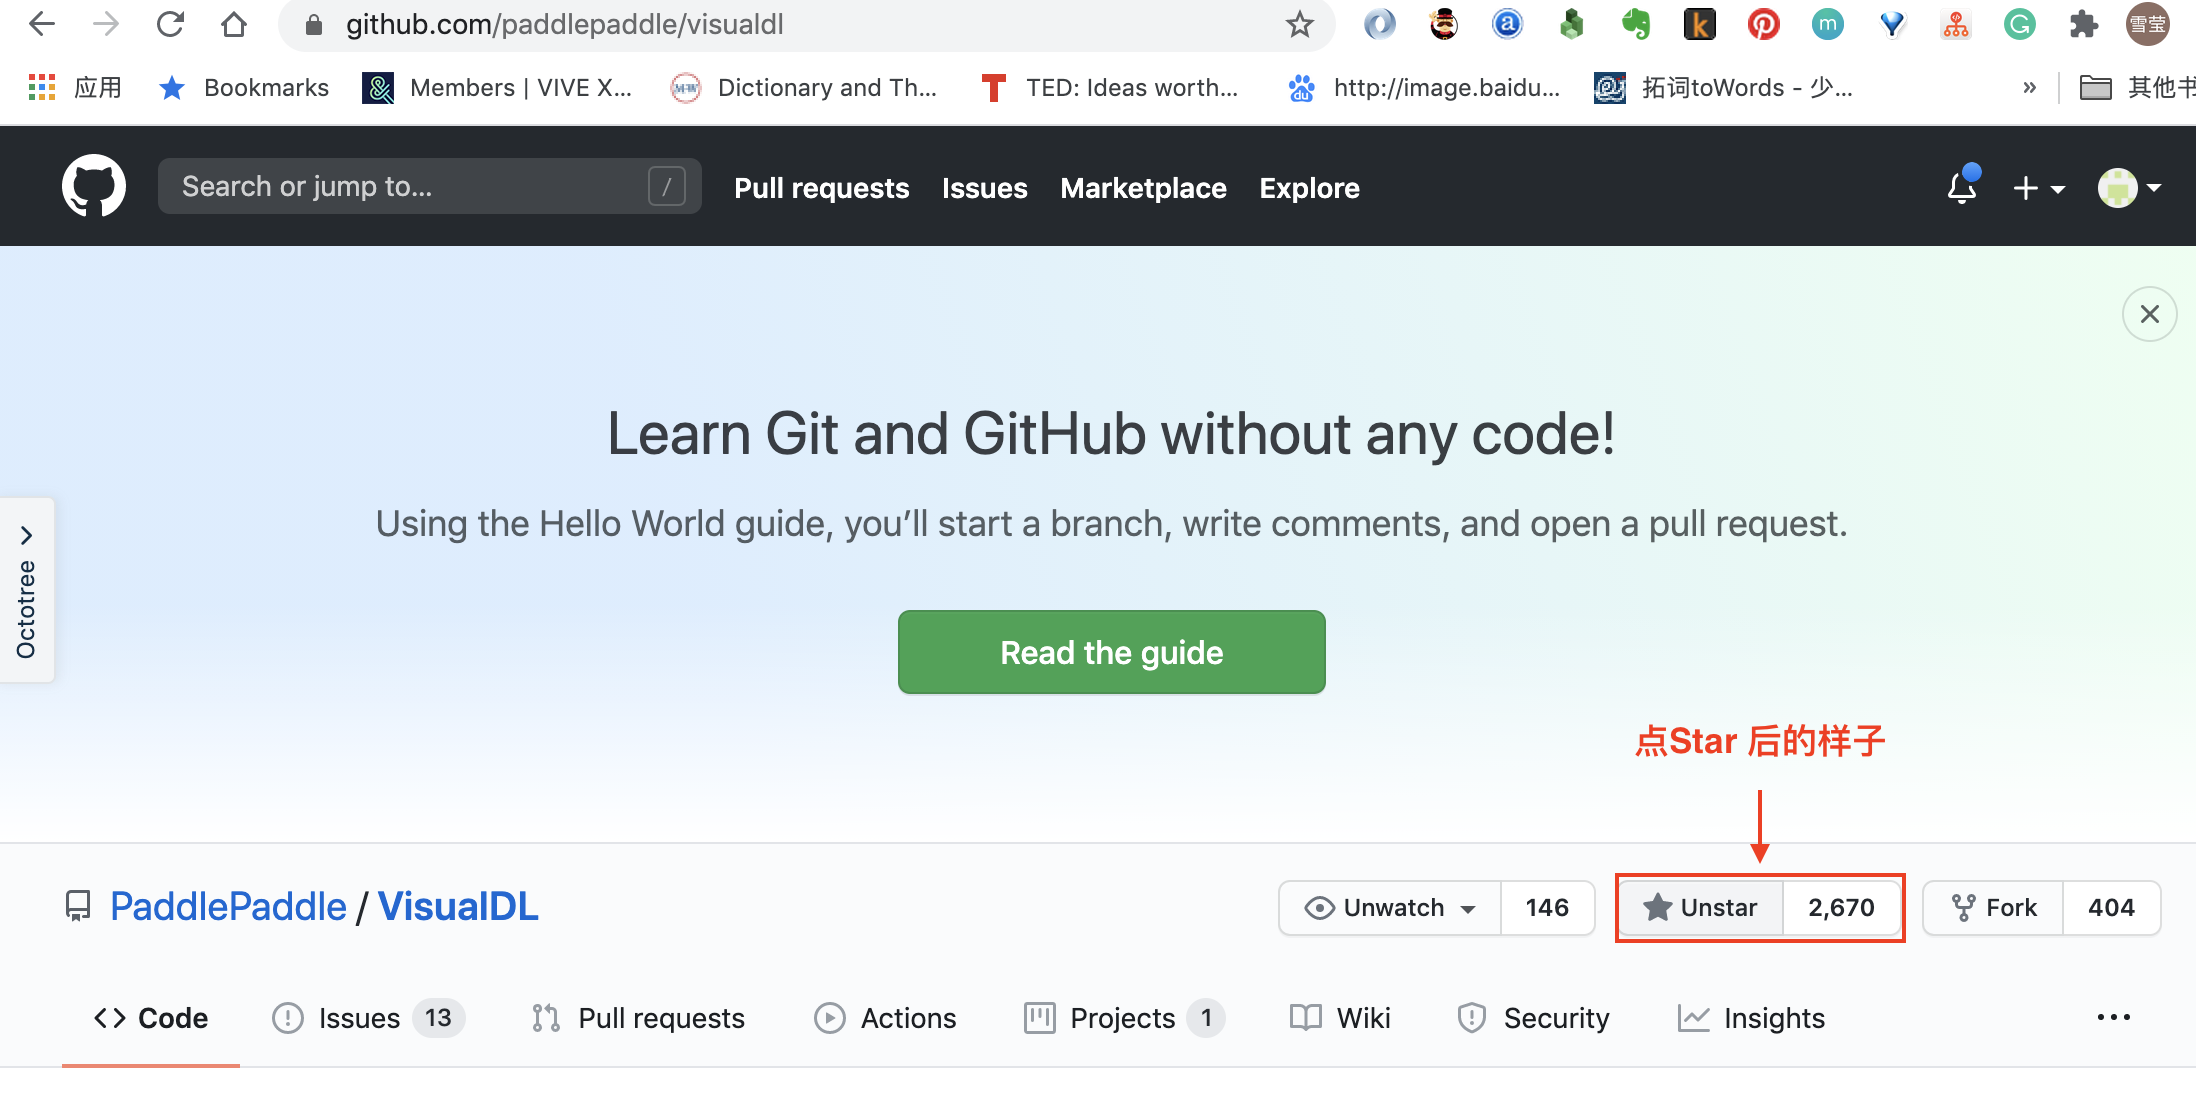 github.com/paddlepaddle/visualdl
雪莹
应用 Bookmarks Members | VIVE X... Dictionary and Th... TED: Ideas worth... http://image.baidu... 拓词toWords - 少... » 其他书
Search or jump to... / Pull requests Issues Marketplace Explore
Learn Git and GitHub without any code!
Using the Hello World guide, you’ll start a branch, write comments, and open a pull request.
Octotree
Read the guide
点Star 后的样子
PaddlePaddle / VisualDL Unwatch 146 Unstar 2,670 Fork 404
Code Issues 13 Pull requests Actions Projects 1 Wiki Security Insights ...